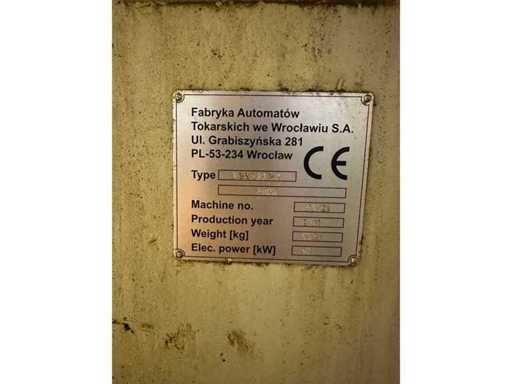 Fabryka Automatów
Tokarskich we Wrocławiu S.A.
Ul. Grabiszyńska 281
PL-53-234 Wrocław
CE
Type
Machine no.
Production year
Weight [kg]
Elec. power [kW]